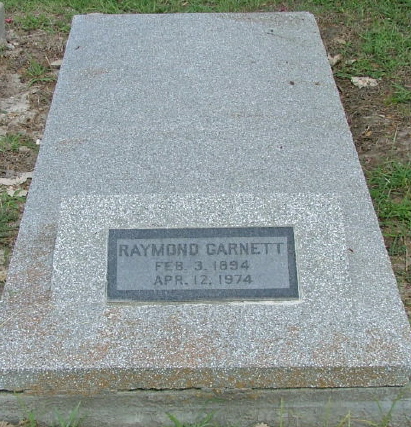 RAYMOND GARNETT
FEB. 3, 1894
APR. 12, 1974